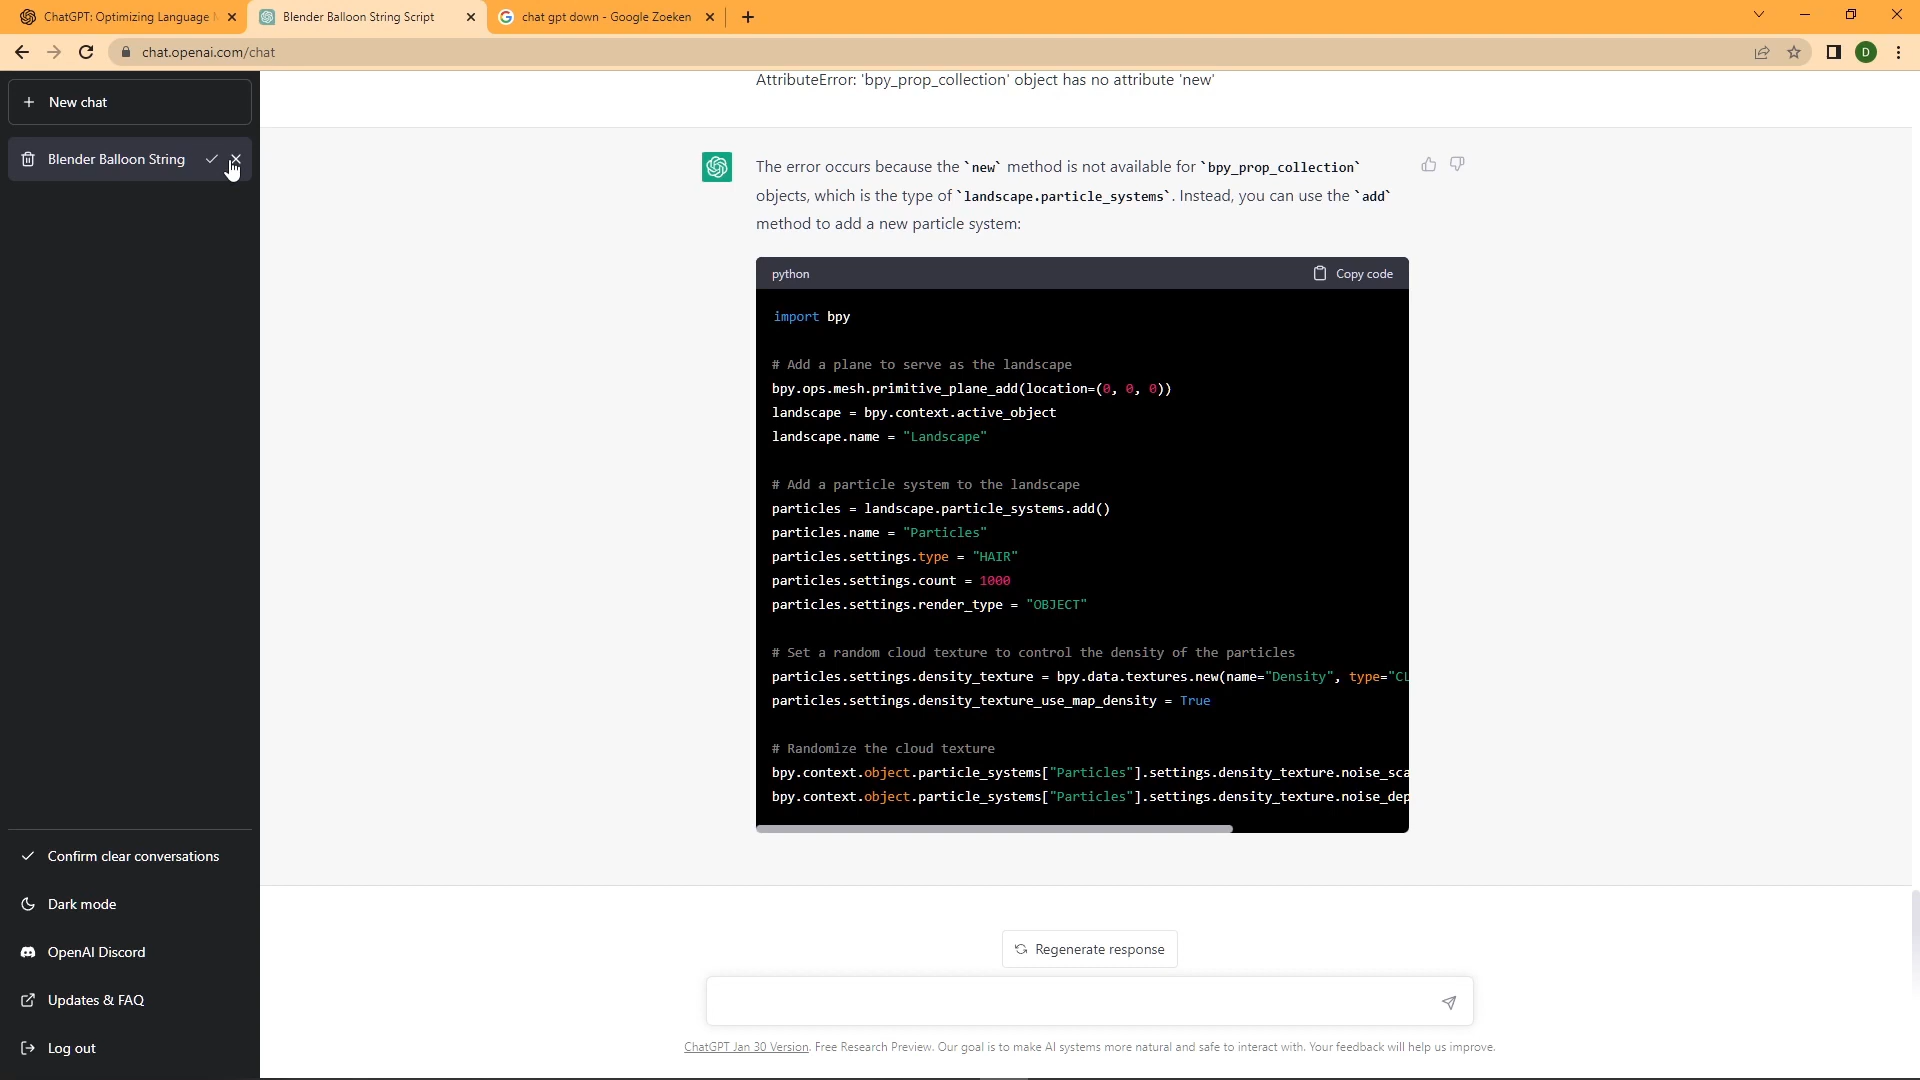 ChatGPT: Optimizing Language
Blender Balloon String Script
chat gpt down - Google Zoeken
chat.openai.com/chat
D
New chat
Blender Balloon String
AttributeError: 'bpy_prop_collection' object has no attribute 'new'
The error occurs because the `new` method is not available for `bpy_prop_collection`
objects, which is the type of `landscape.particle_systems`. Instead, you can use the `add`
method to add a new particle system:
python
Copy code
import bpy
# Add a plane to serve as the landscape
bpy.ops.mesh.primitive_plane_add(location=(0, 0, 0))
landscape = bpy.context.active_object
landscape.name = "Landscape"
# Add a particle system to the landscape
particles = landscape.particle_systems.add()
particles.name = "Particles"
particles.settings.type = "HAIR"
particles.settings.count = 1000
particles.settings.render_type = "OBJECT"
# Set a random cloud texture to control the density of the particles
particles.settings.density_texture = bpy.data.textures.new(name="Density", type="CL
particles.settings.density_texture_use_map_density = True
# Randomize the cloud texture
bpy.context.object.particle_systems["Particles"].settings.density_texture.noise_sca
bpy.context.object.particle_systems["Particles"].settings.density_texture.noise_dep
Confirm clear conversations
Dark mode
OpenAI Discord
Updates & FAQ
Log out
Regenerate response
ChatGPT Jan 30 Version. Free Research Preview. Our goal is to make AI systems more natural and safe to interact with. Your feedback will help us improve.